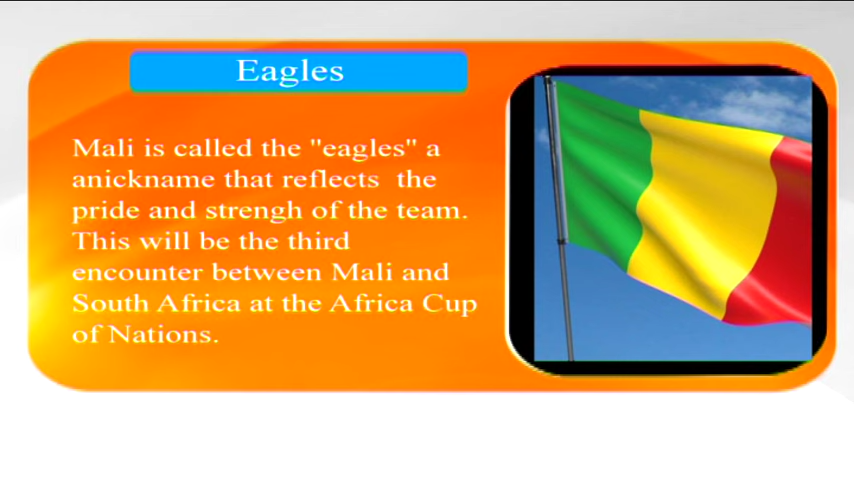 Eagles
Mali is called the "eagles" a
anickname that reflects  the
pride and strengh of the team.
This will be the third
encounter between Mali and
South Africa at the Africa Cup
of Nations.